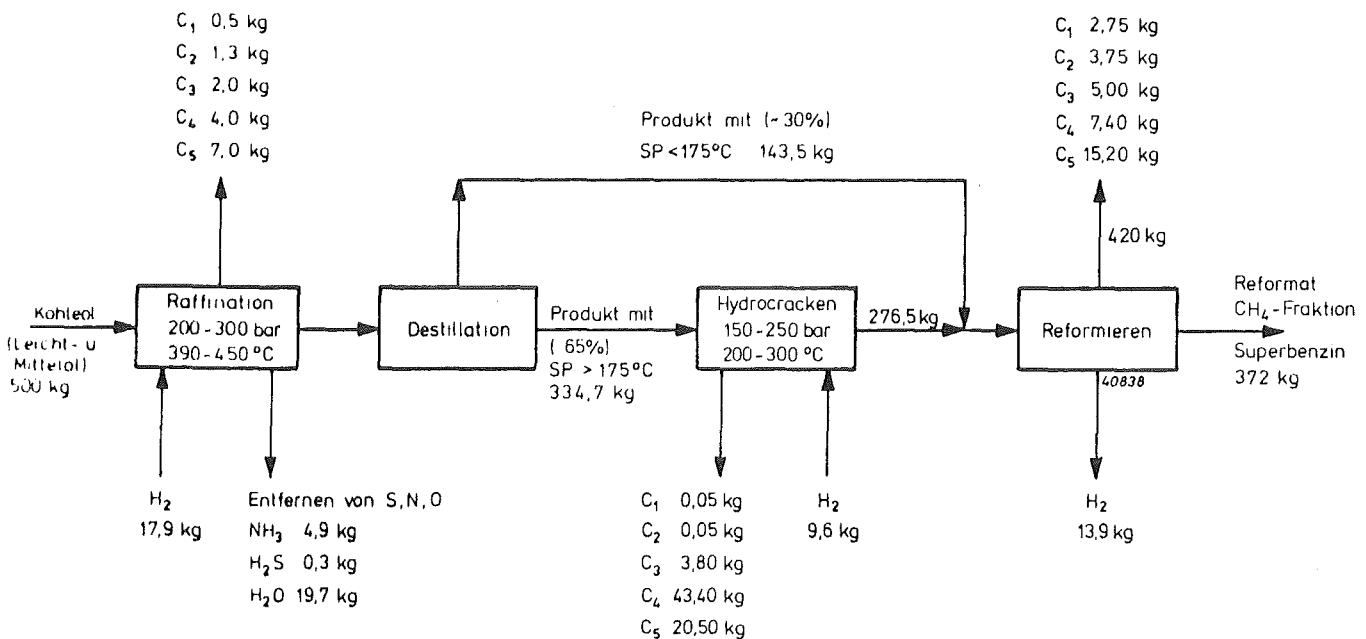 C₁ 0,5 kg
C₂ 1,3 kg
C₃ 2,0 kg
C₄ 4,0 kg
C₅ 7,0 kg
C₁ 2,75 kg
C₂ 3,75 kg
C₃ 5,00 kg
C₄ 7,40 kg
C₅ 15,20 kg
Produkt mit (~30%)
SP <175°C 143,5 kg
420 kg
Kohleöl
(Leicht- u
Mittelöl)
500 kg
Raffination
200-300 bar
390-450 °C
Destillation
Produkt mit
( 65%)
SP > 175°C
334,7 kg
Hydrocracken
150-250 bar
200-300 °C
276,5 kg
Reformieren
40838
Reformat
CH₄-Fraktion
Superbenzin
372 kg
H₂
17,9 kg
Entfernen von S,N,O
NH₃ 4,9 kg
H₂S 0,3 kg
H₂O 19,7 kg
C₁ 0,05 kg
C₂ 0,05 kg
C₃ 3,80 kg
C₄ 43,40 kg
C₅ 20,50 kg
H₂
9,6 kg
H₂
13,9 kg